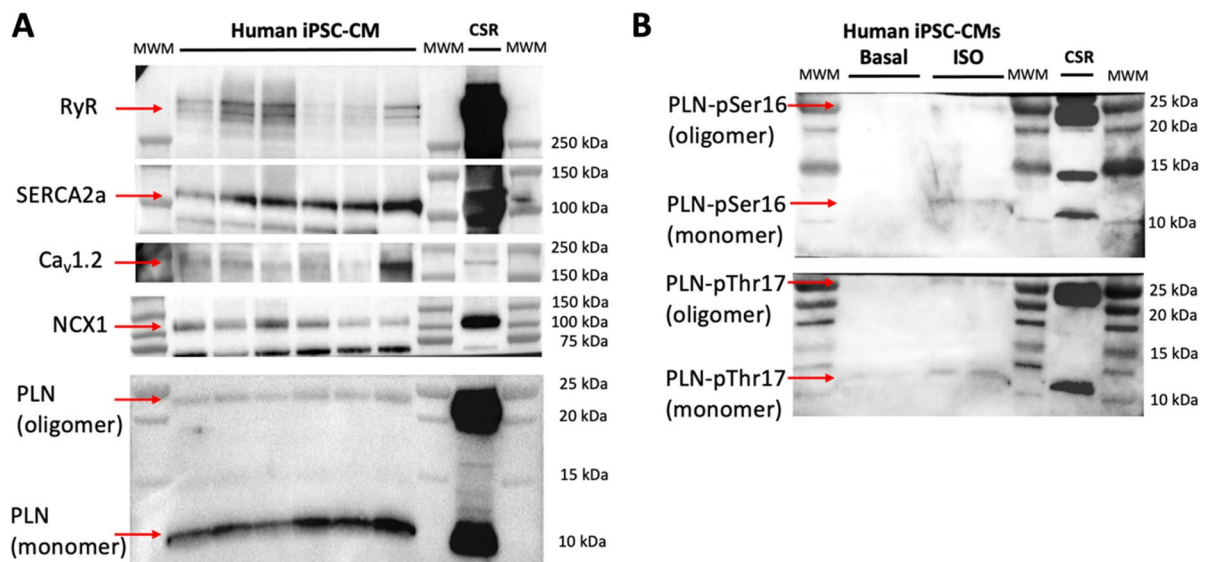 A
Human iPSC-CM
CSR
MWM
MWM
MWM
RyR
250 kDa
150 kDa
SERCA2a
100 kDa
250 kDa
Cav1.2
150 kDa
150 kDa
NCX1
100 kDa
75 kDa
PLN
(oligomer)
25 kDa
20 kDa
15 kDa
PLN
(monomer)
10 kDa
B
Human iPSC-CMs
MWM
Basal
ISO
MWM
CSR
MWM
PLN-pSer16
(oligomer)
25 kDa
20 kDa
15 kDa
PLN-pSer16
(monomer)
10 kDa
PLN-pThr17
(oligomer)
25 kDa
20 kDa
15 kDa
PLN-pThr17
(monomer)
10 kDa